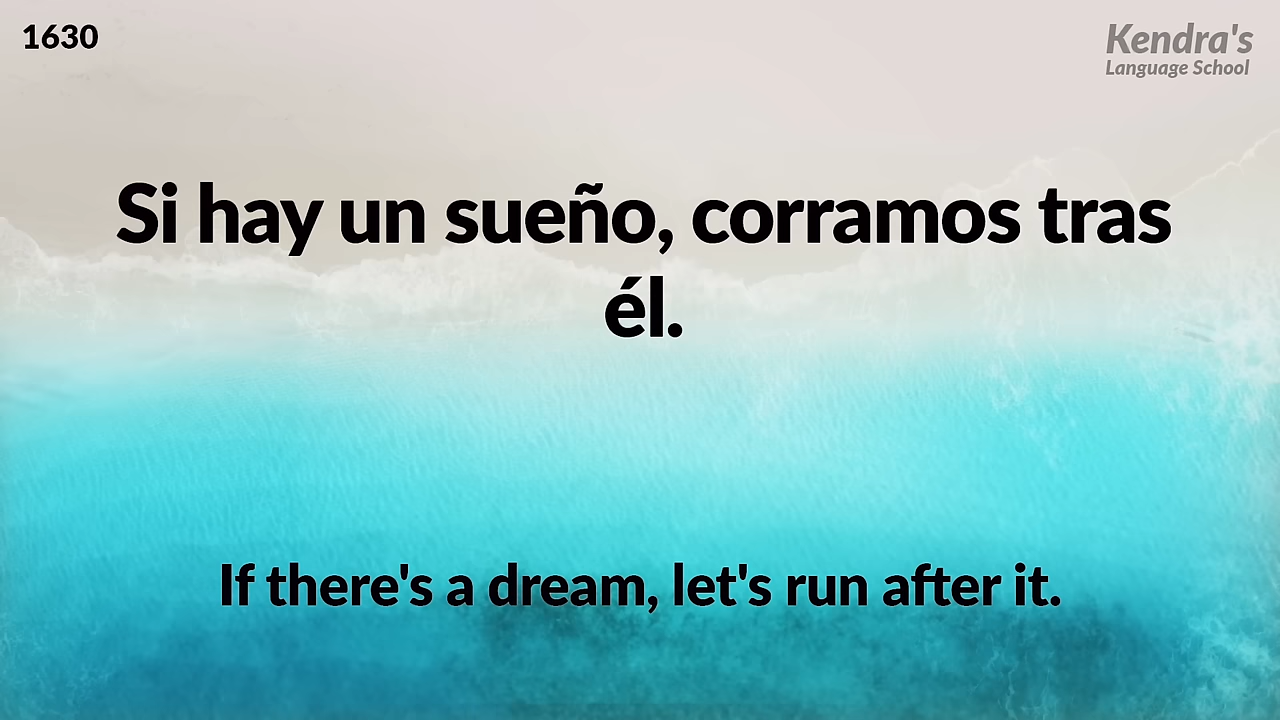 1630
Kendra's
Language School
Si hay un sueño, corramos tras
él.
If there's a dream, let's run after it.